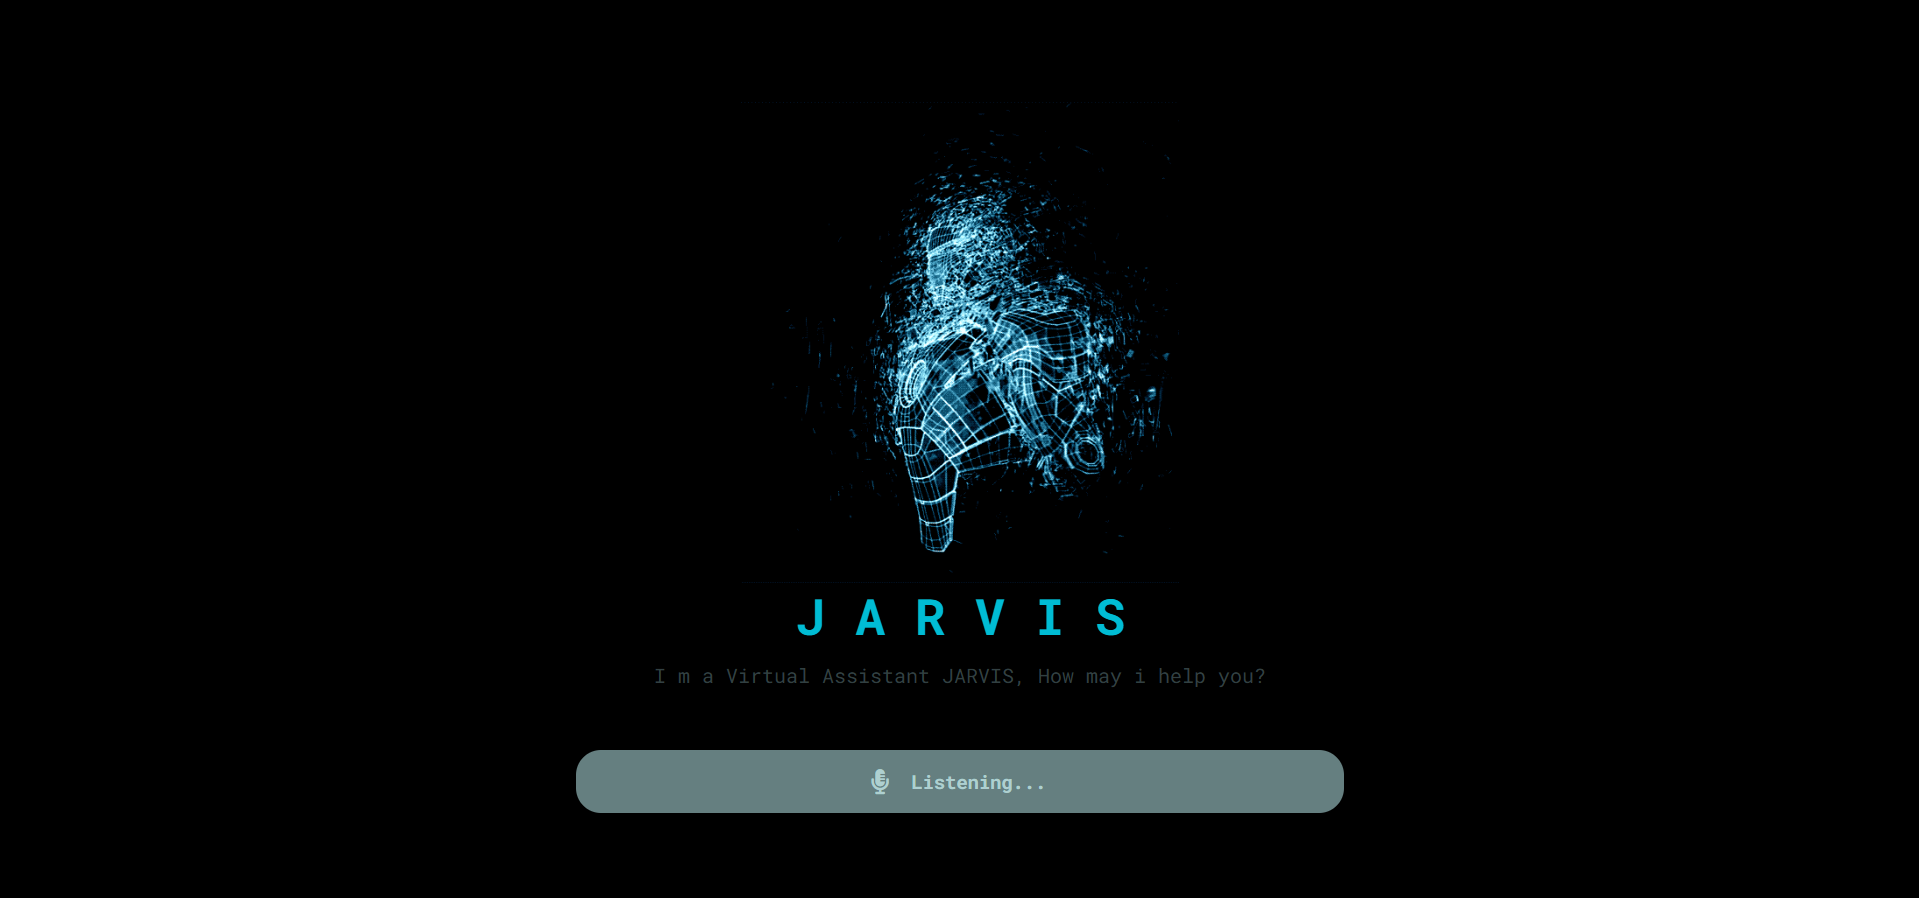 J A R V I S
I m a Virtual Assistant JARVIS, How may i help you?
Listening...